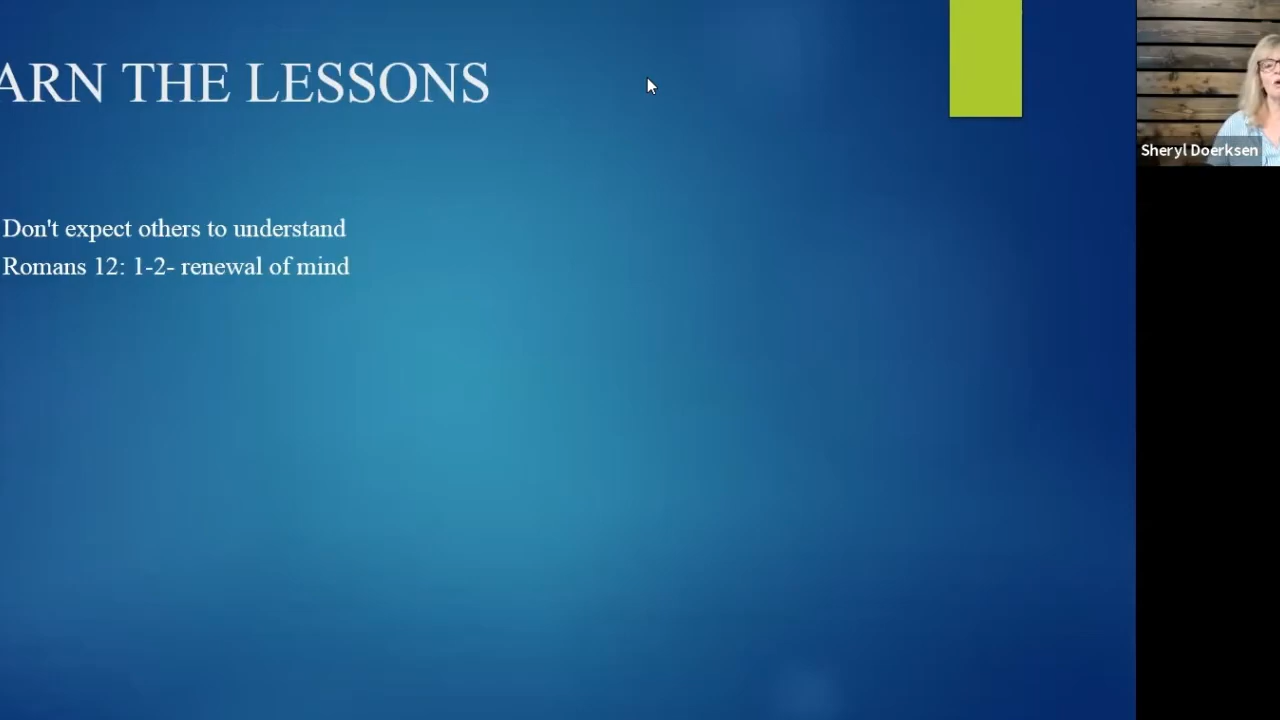 ARN THE LESSONS
Don't expect others to understand
Romans 12: 1-2- renewal of mind
Sheryl Doerksen